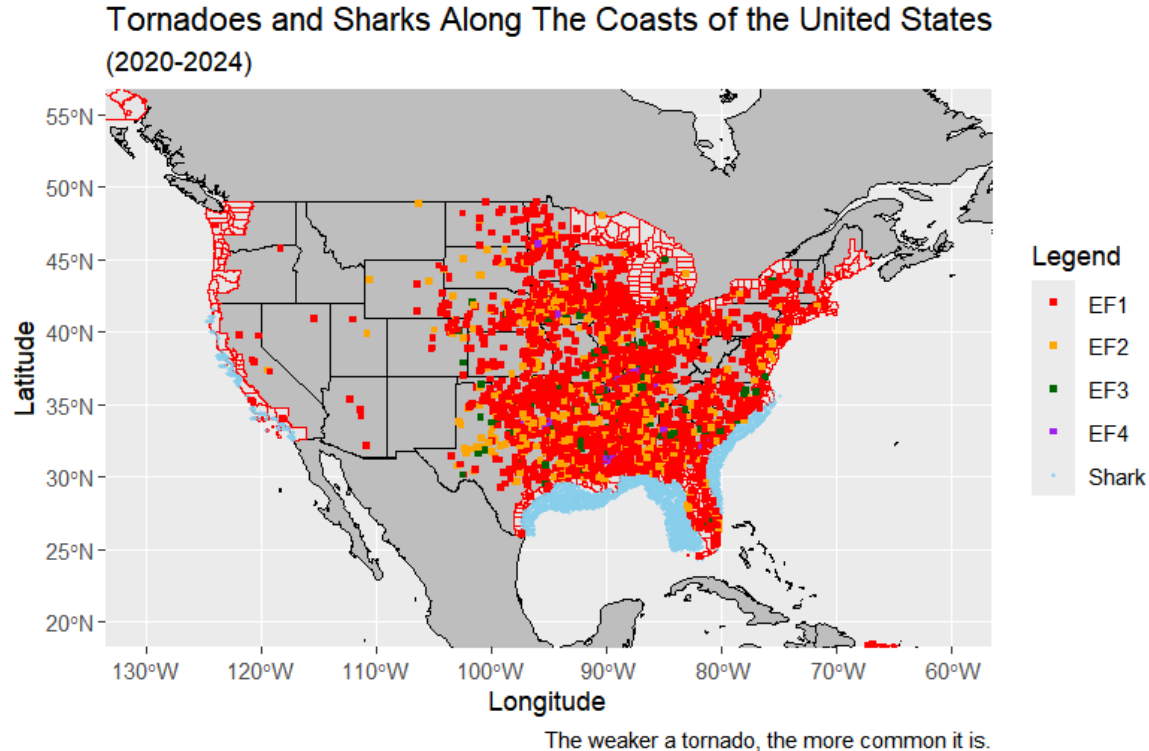 Tornadoes and Sharks Along The Coasts of the United States
(2020-2024)
55°N
50°N
45°N
40°N
35°N
30°N
25°N
20°N
Latitude
130°W 120°W 110°W 100°W 90°W 80°W 70°W 60°W
Longitude
Legend
EF1
EF2
EF3
EF4
Shark
The weaker a tornado, the more common it is.